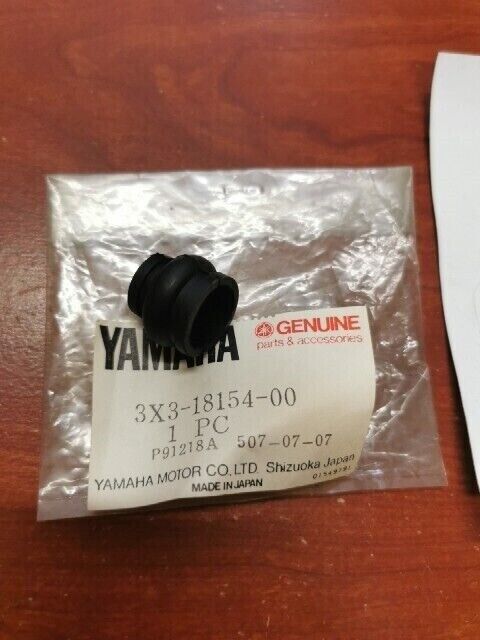 YAMAHA
GENUINE
parts & accessories
3X3-18154-00
1 PC
P91218A 507-07-07
YAMAHA MOTOR CO., LTD. Shizuoka Japan
MADE IN JAPAN